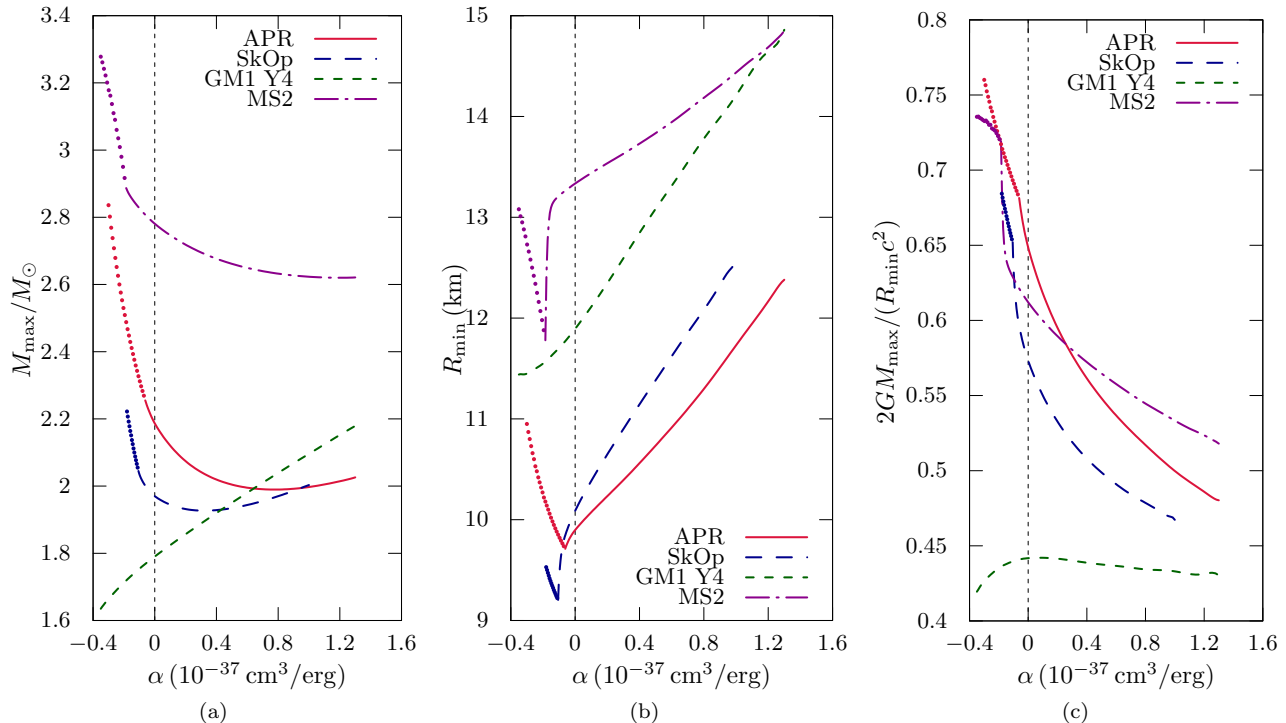 3.4
3.2
3
2.8
2.6
2.4
2.2
2
1.8
1.6
M_max/M_⊙
APR
SkOp
GM1 Y4
MS2
−0.4 0 0.4 0.8 1.2 1.6
α (10^−37 cm^3/erg)
(a)
15
14
13
12
11
10
9
R_min (km)
APR
SkOp
GM1 Y4
MS2
−0.4 0 0.4 0.8 1.2 1.6
α (10^−37 cm^3/erg)
(b)
0.8
0.75
0.7
0.65
0.6
0.55
0.5
0.45
0.4
2GM_max/(R_min c^2)
APR
SkOp
GM1 Y4
MS2
−0.4 0 0.4 0.8 1.2 1.6
α (10^−37 cm^3/erg)
(c)